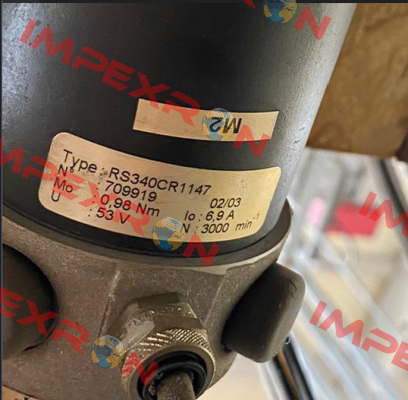 IMPEXRON
IMPEXRON
IMPEXRON
IMPEXRON
M2
Type : RS340CR1147
N° : 709919 02/03
Mo : 0,98 Nm Io : 6,9 A
U : 53 V N : 3000 min⁻¹